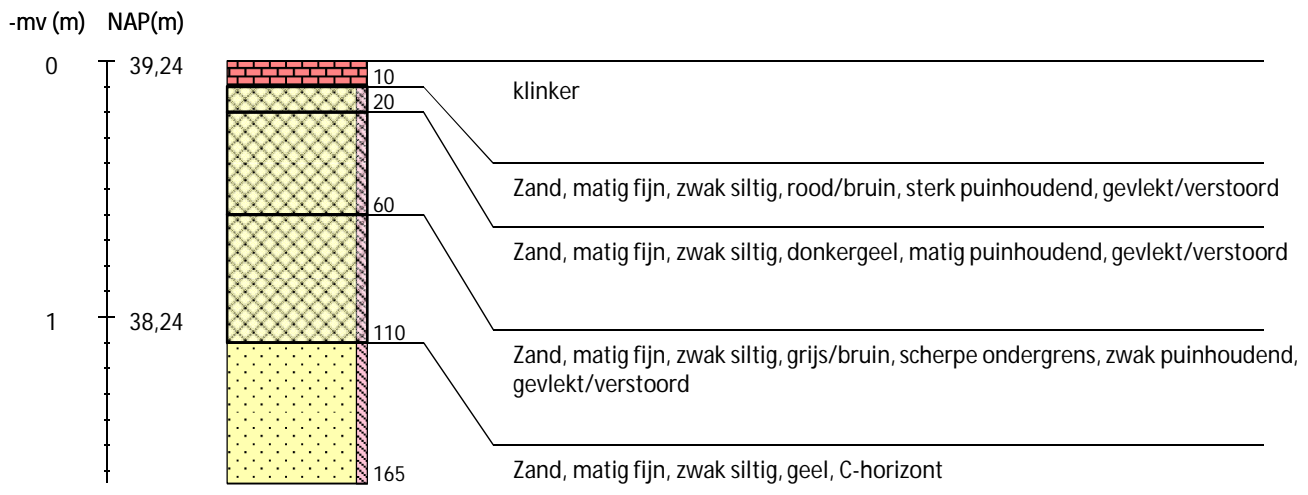 -mv (m) NAP(m)
0 39,24
10
klinker
20
Zand, matig fijn, zwak siltig, rood/bruin, sterk puinhoudend, gevlekt/verstoord
60
Zand, matig fijn, zwak siltig, donkergeel, matig puinhoudend, gevlekt/verstoord
1 38,24
110
Zand, matig fijn, zwak siltig, grijs/bruin, scherpe ondergrens, zwak puinhoudend,
gevlekt/verstoord
165
Zand, matig fijn, zwak siltig, geel, C-horizont